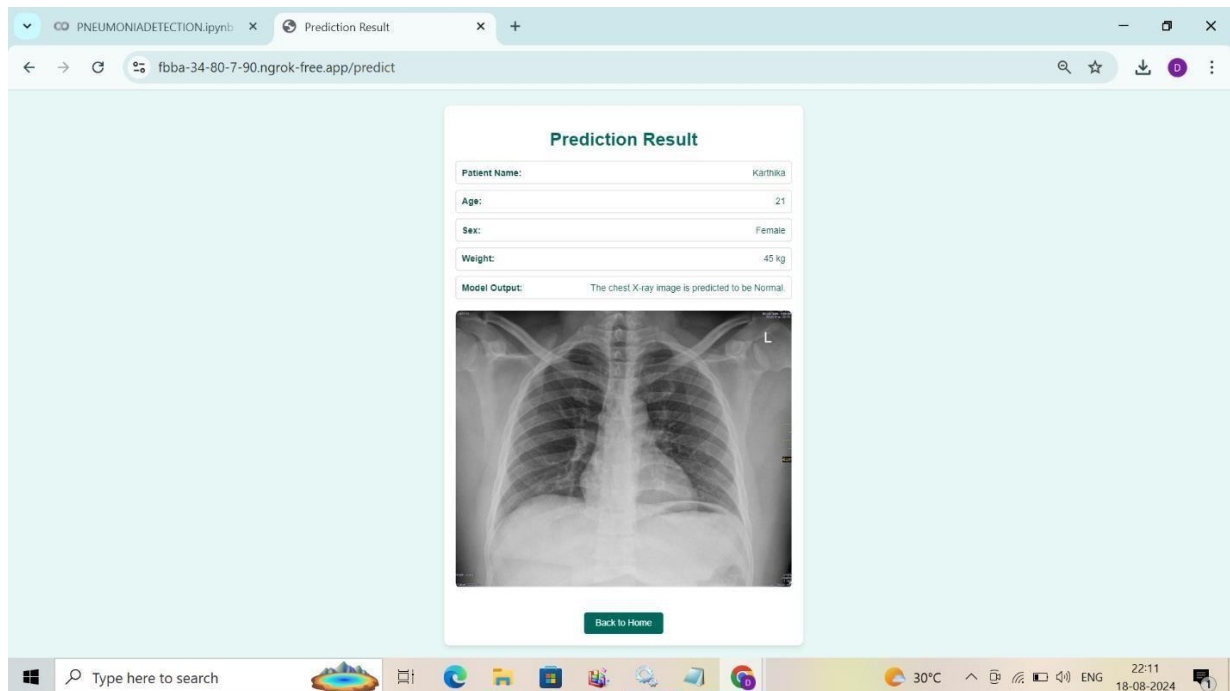 PNEUMONIADETECTION.ipynb
Prediction Result
fbba-34-80-7-90.ngrok-free.app/predict
D
Prediction Result
Patient Name: Karthika
Age: 21
Sex: Female
Weight: 45 kg
Model Output: The chest X-ray image is predicted to be Normal.
L
Back to Home
Type here to search
30°C
ENG
22:11
18-08-2024
1